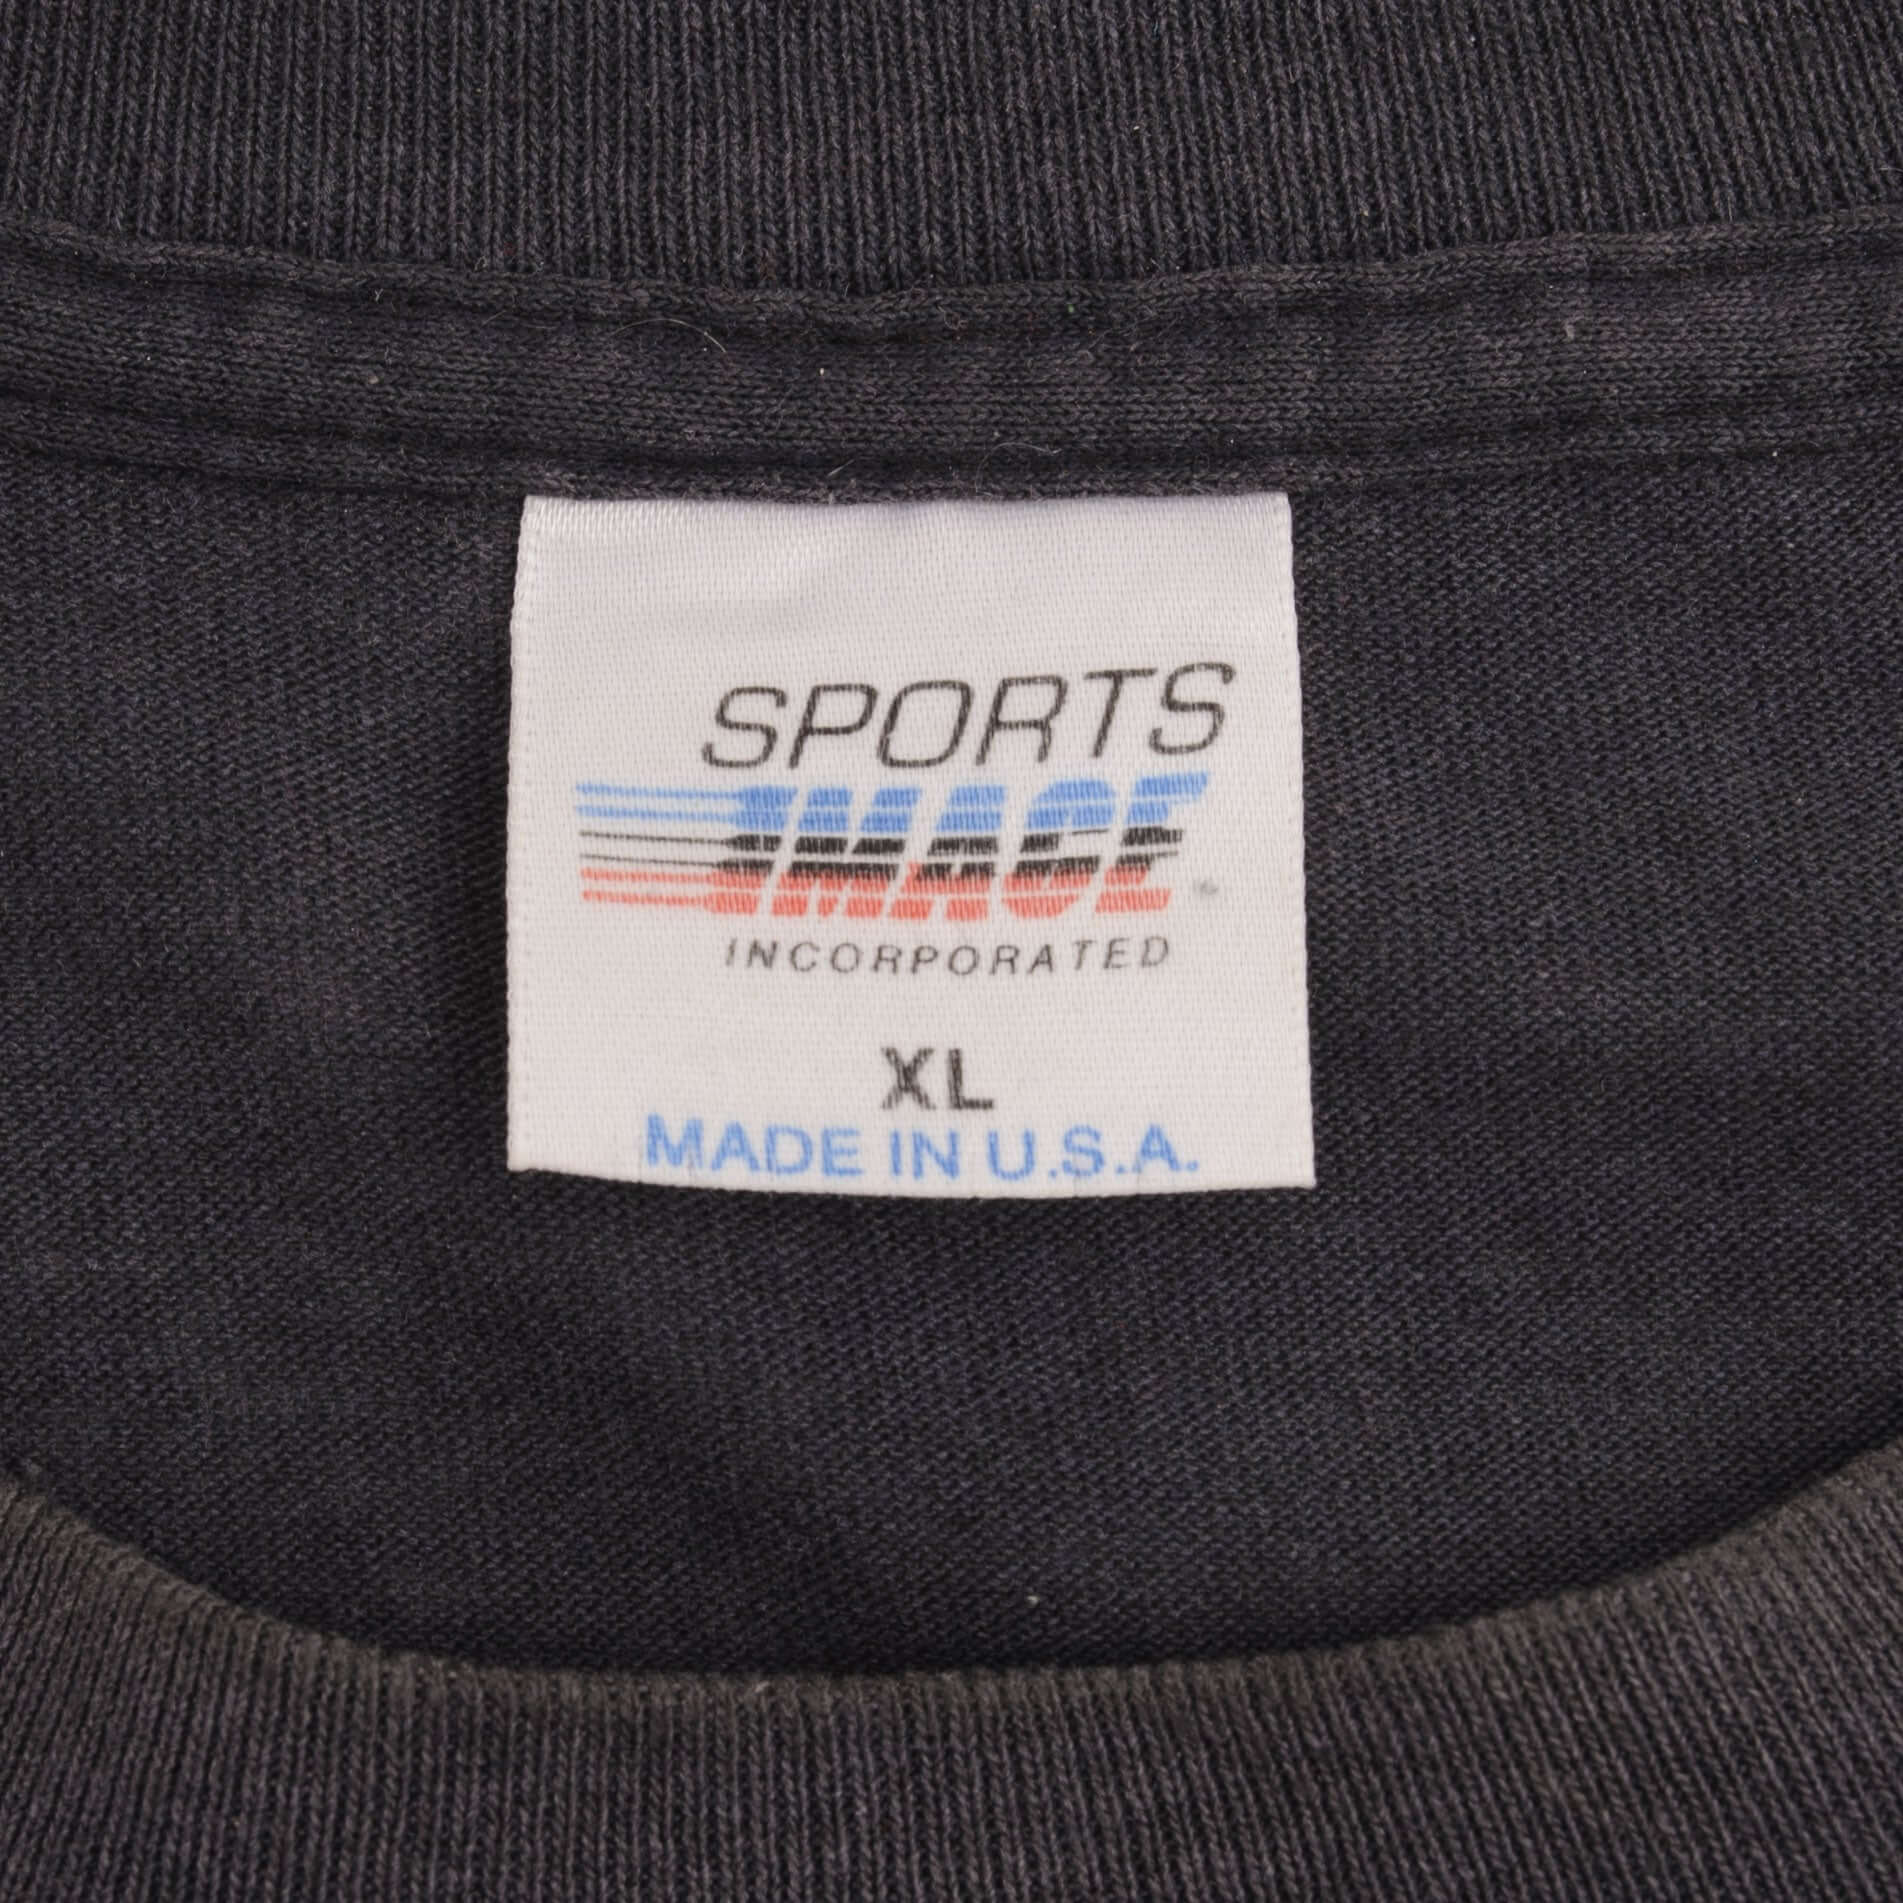 SPORTS
IMAGE
INCORPORATED
XL
MADE IN U.S.A.